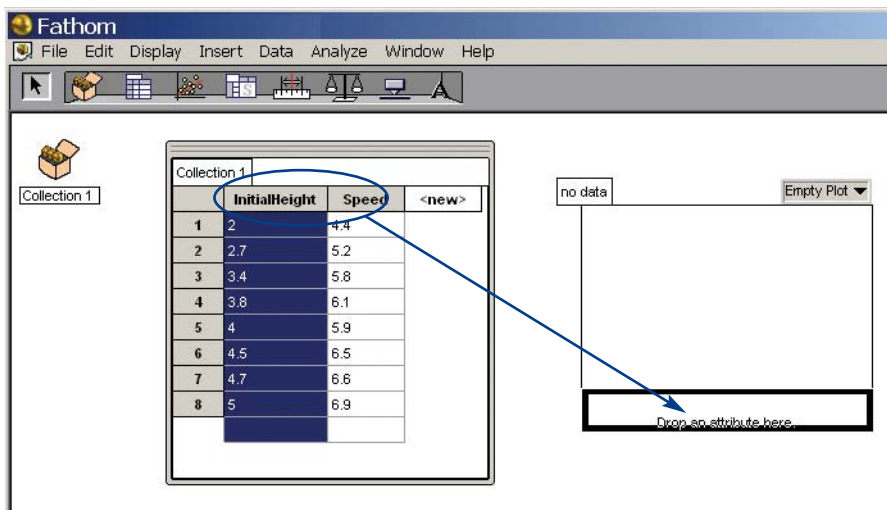 Fathom
File Edit Display Insert Data Analyze Window Help
S A
Collection 1
Collection 1
InitialHeight Speed <new>
1 2 4.4
2 2.7 5.2
3 3.4 5.8
4 3.8 6.1
5 4 5.9
6 4.5 6.5
7 4.7 6.6
8 5 6.9
no data Empty Plot
Drop an attribute here.